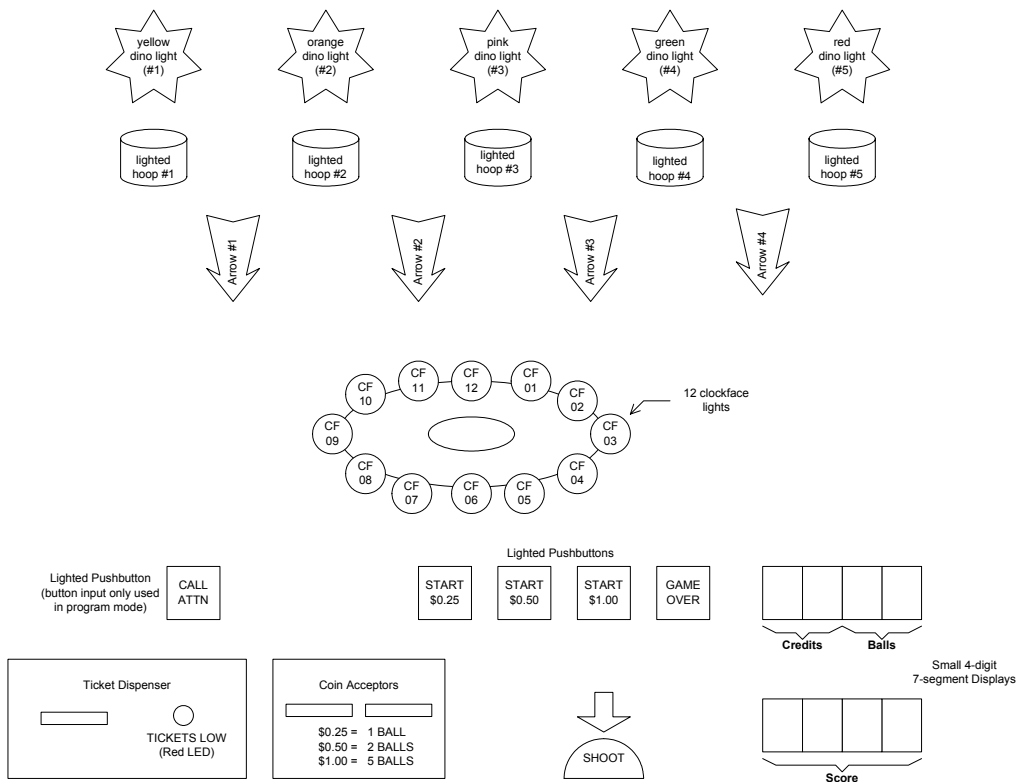 yellow
dino light
(#1)
orange
dino light
(#2)
pink
dino light
(#3)
green
dino light
(#4)
red
dino light
(#5)
lighted
hoop #1
lighted
hoop #2
lighted
hoop #3
lighted
hoop #4
lighted
hoop #5
Arrow #1
Arrow #2
Arrow #3
Arrow #4
CF
11
CF
12
CF
01
CF
10
CF
02
CF
09
CF
03
CF
08
CF
04
CF
07
CF
06
CF
05
12 clockface
lights
Lighted Pushbutton
(button input only used
in program mode)
CALL
ATTN
Lighted Pushbuttons
START
$0.25
START
$0.50
START
$1.00
GAME
OVER
Credits
Balls
Small 4-digit
7-segment Displays
Ticket Dispenser
TICKETS LOW
(Red LED)
Coin Acceptors
$0.25 = 1 BALL
$0.50 = 2 BALLS
$1.00 = 5 BALLS
SHOOT
Score